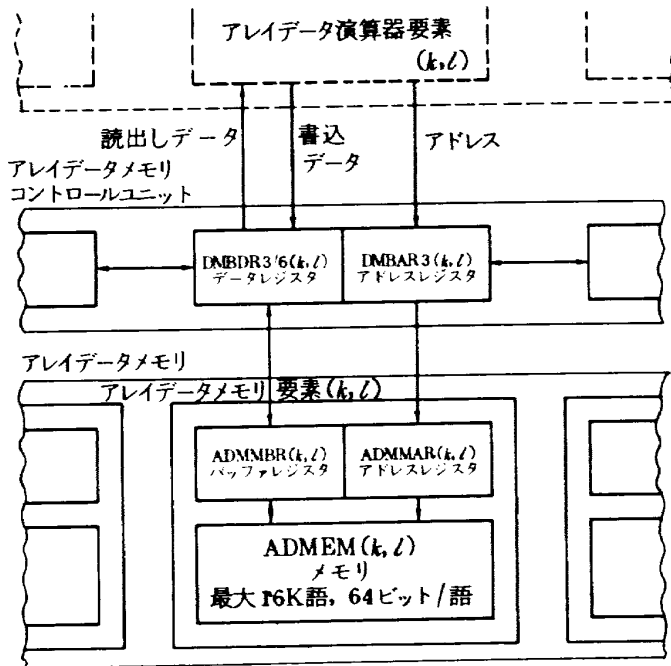 アレイデータ演算器要素
(k,l)
読出しデータ
書込
データ
アドレス
アレイデータメモリ
コントロールユニット
DMBDR3/6(k,l)
データレジスタ
DMBAR3(k,l)
アドレスレジスタ
アレイデータメモリ
アレイデータメモリ要素(k,l)
ADMMBR(k,l)
バッファレジスタ
ADMMAR(k,l)
アドレスレジスタ
ADMEM(k,l)
メモリ
最大16K語, 64ビット/語